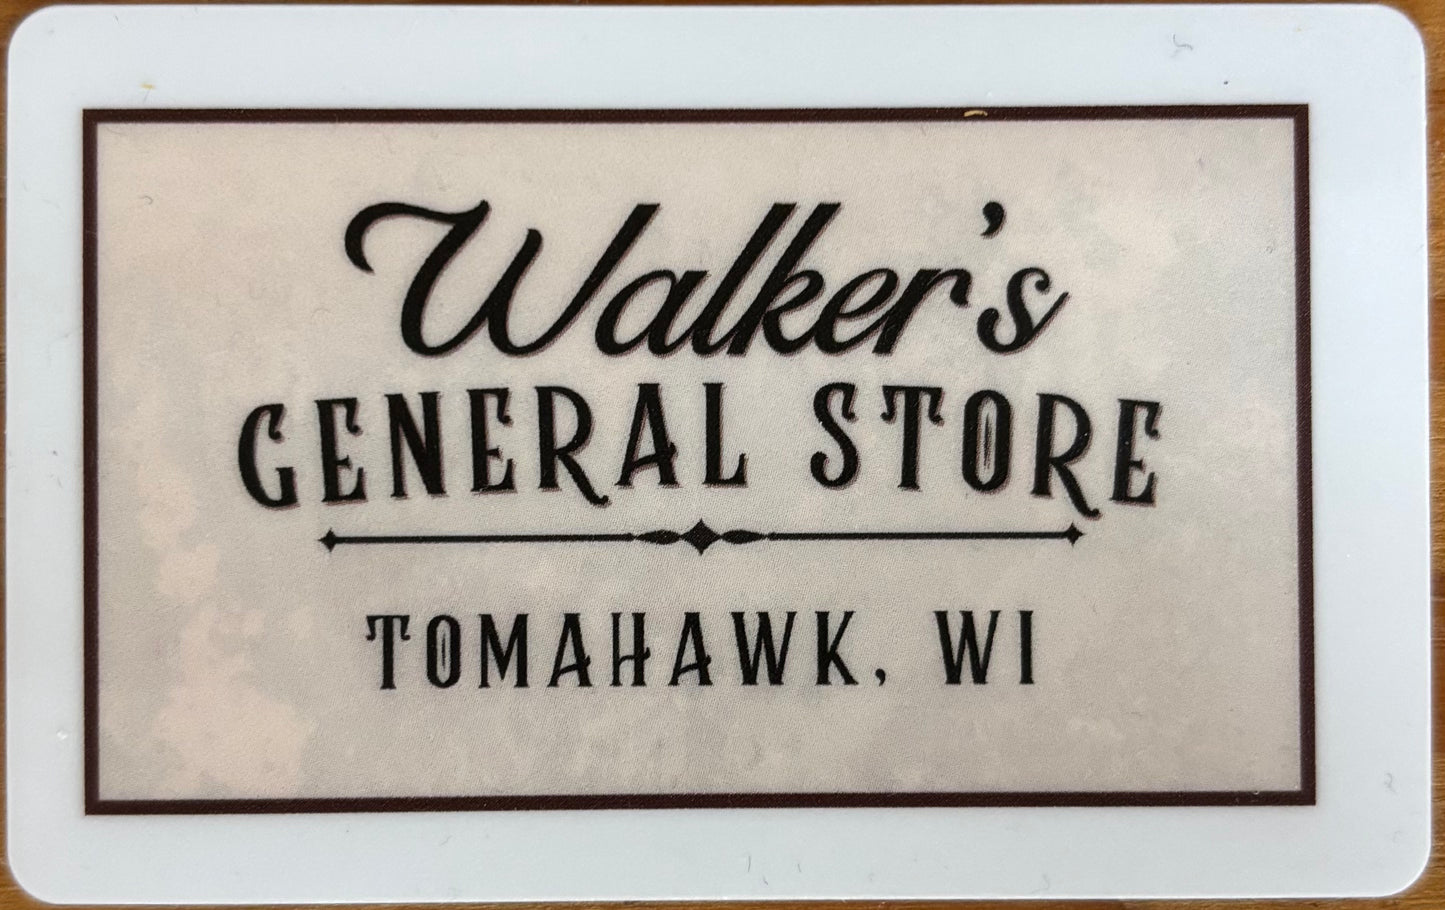 Walker's
GENERAL STORE
TOMAHAWK, WI